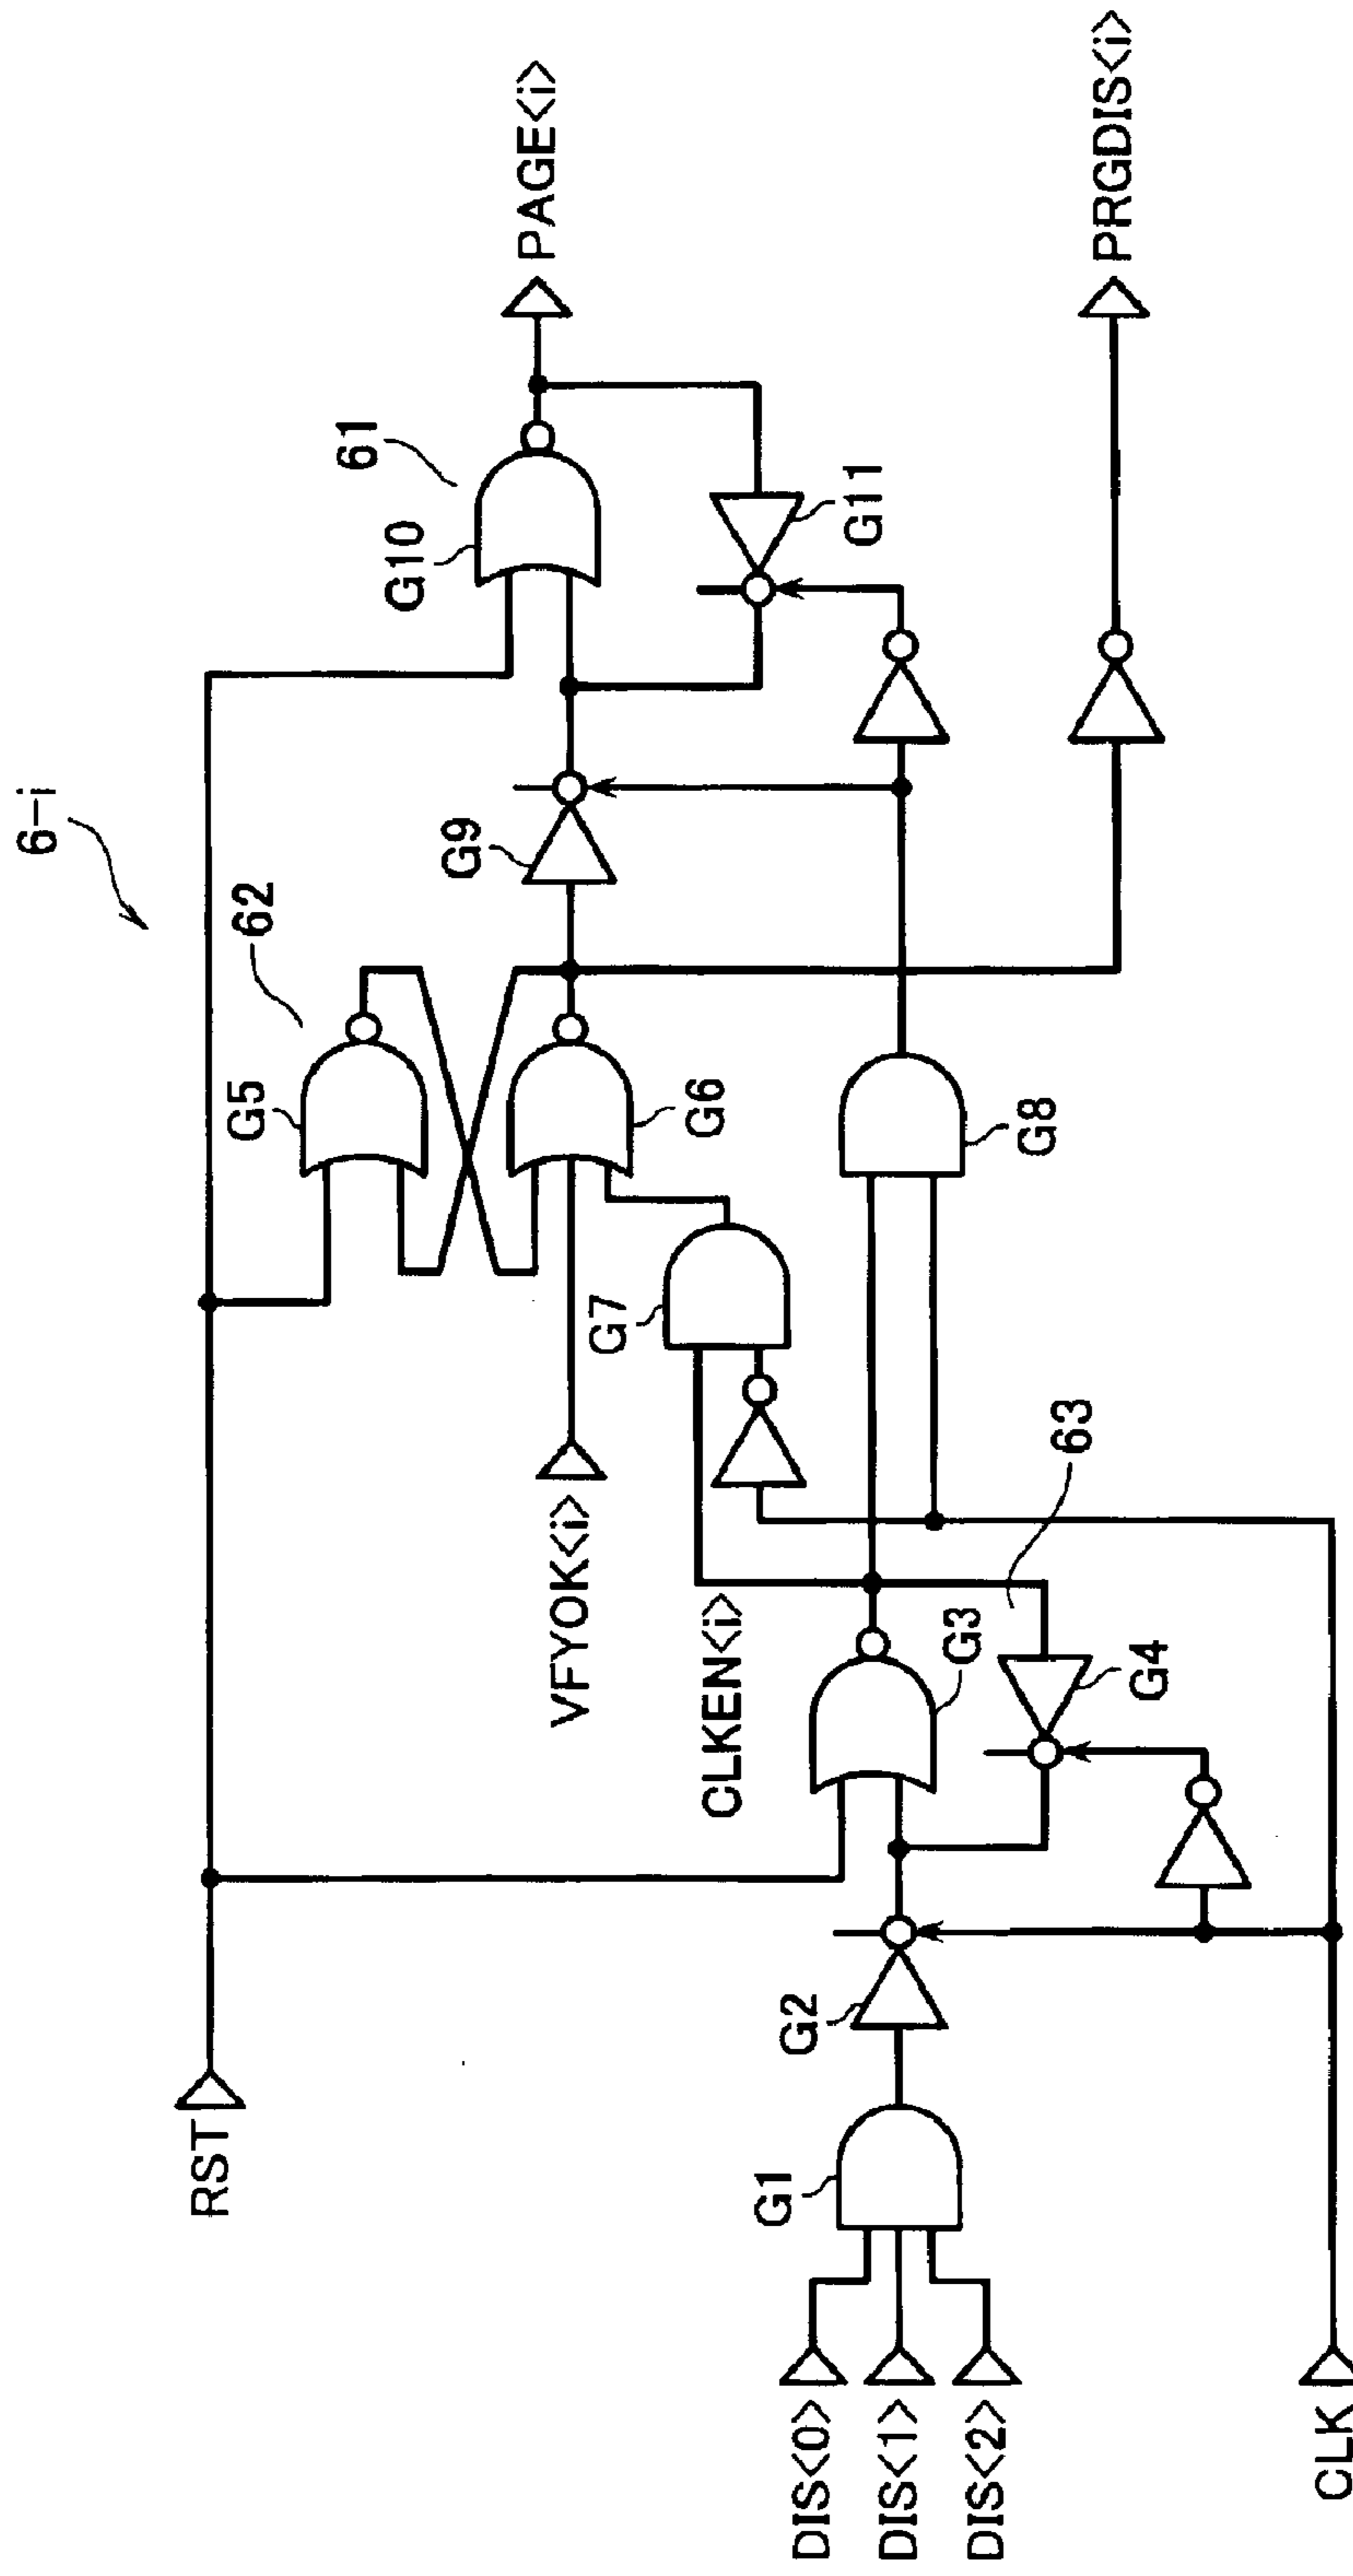 6-i
RST
G5
62
G10
61
PAGE<i>
G9
VFYOK<i>
G6
G7
G11
CLKEN<i>
DIS<0>
DIS<1>
DIS<2>
G1
G2
G3
G4
63
G8
PRGDIS<i>
CLK